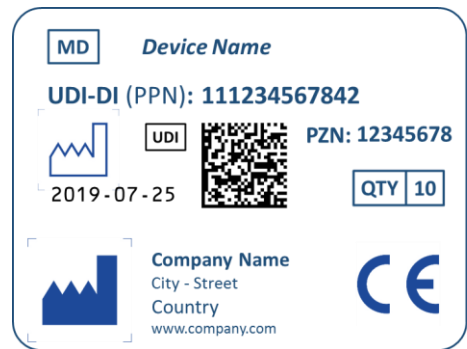 MD
Device Name
UDI-DI (PPN): 111234567842
UDI
PZN: 12345678
2019-07-25
QTY 10
Company Name
City - Street
Country
www.company.com
CE